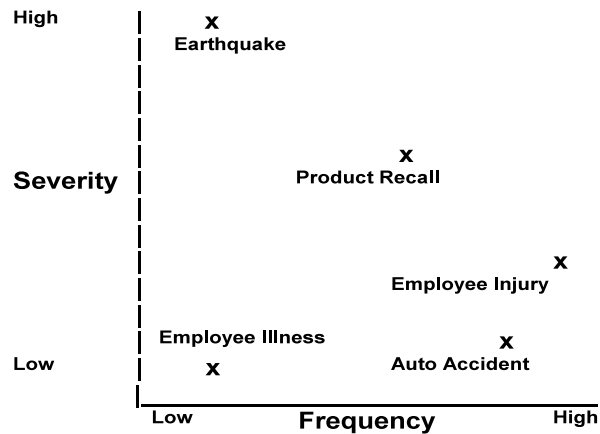 High
x
Earthquake
x
Product Recall
Severity
x
Employee Injury
Employee Illness
x
x
Auto Accident
Low
Low
Frequency
High